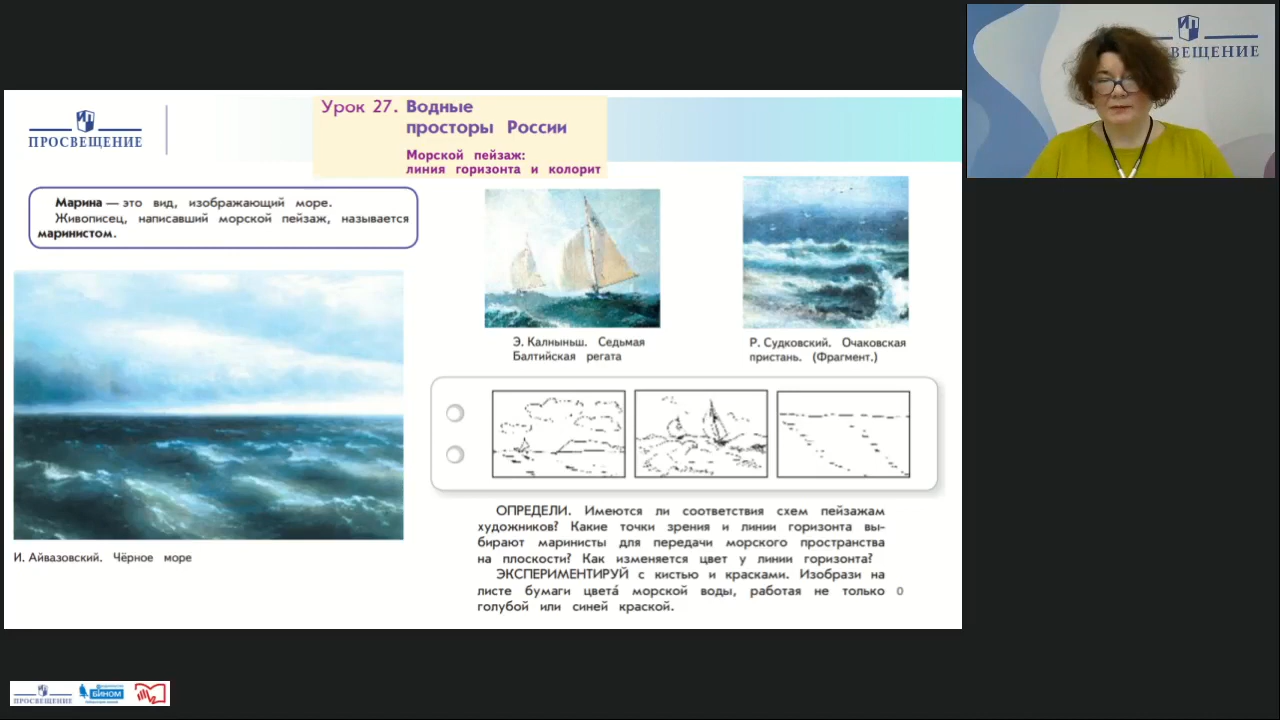 ПРОСВЕЩЕНИЕ
Урок 27. Водные
просторы России
Морской пейзаж:
линия горизонта и колорит
Марина — это вид, изображающий море.
Живописец, написавший морской пейзаж, называется
маринистом.
И. Айвазовский. Чёрное море
Э. Калныньш. Седьмая
Балтийская регата
Р. Судковский. Очаковская
пристань. (Фрагмент.)
ОПРЕДЕЛИ. Имеются ли соответствия схем пейзажам
художников? Какие точки зрения и линии горизонта вы-
бирают маринисты для передачи морского пространства
на плоскости? Как изменяется цвет у линии горизонта?
ЭКСПЕРИМЕНТИРУЙ с кистью и красками. Изобрази на
листе бумаги цвета́ морской воды, работая не только
голубой или синей краской.
0
ВЕЩЕНИЕ
ПРОСВЕЩЕНИЕ
БИНОМ